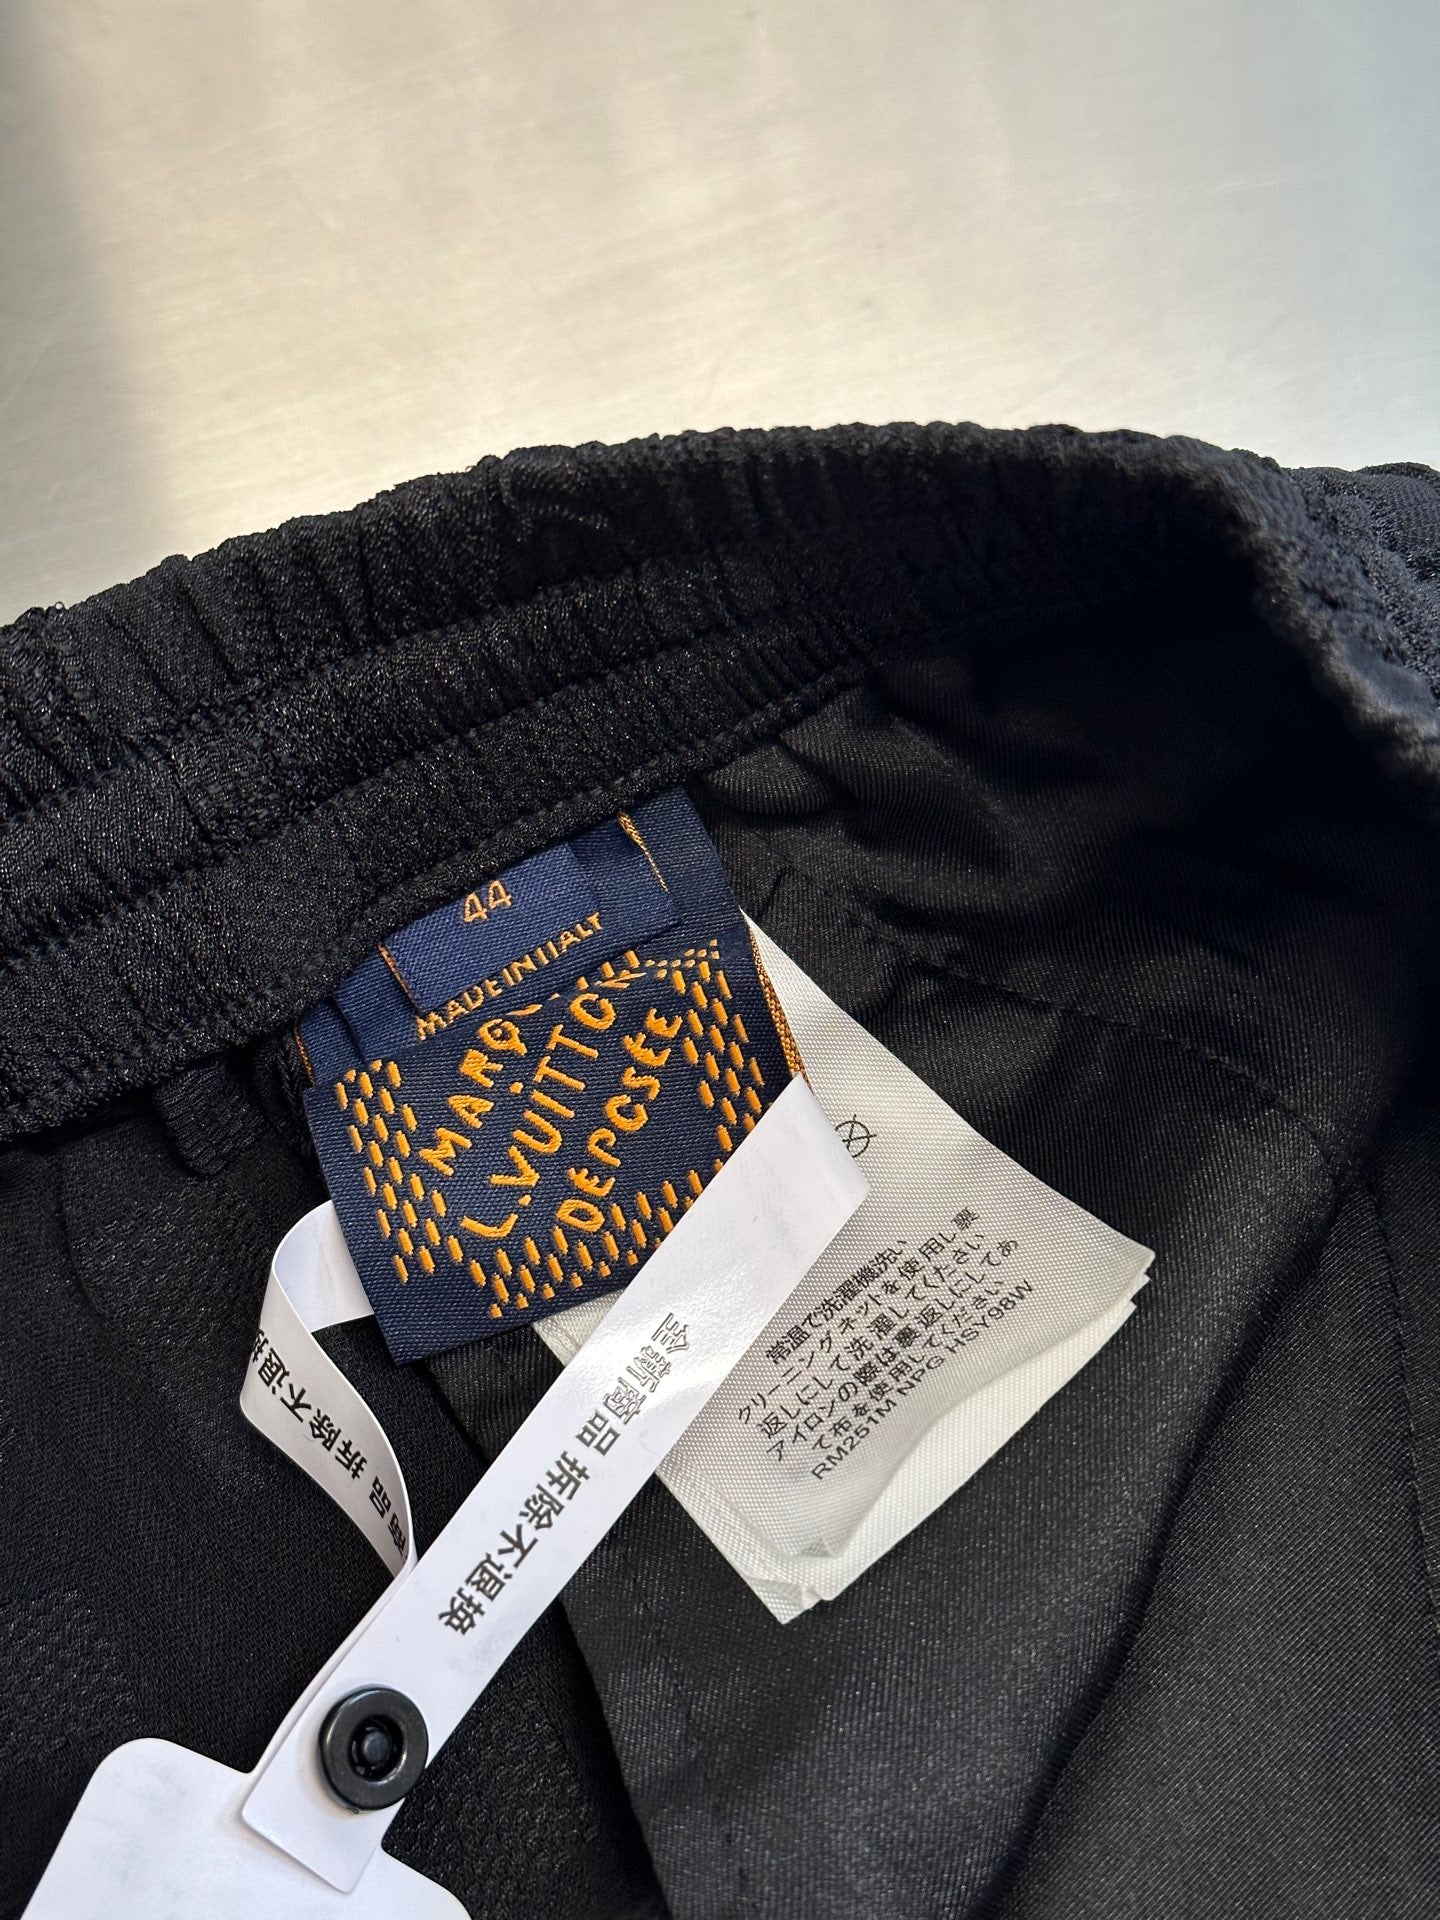 44
MADE IN ITALY
MARQ
L.VUITTO
DEPOSEE
常温で洗濯機洗い
クリーニングネットを使用し裏
返しにして洗濯してください
アイロンの際は裏返しにしてあ
て布を使用してください
RM251M NPG HSY98W
全新商品 拆除不退换
商品 拆除不退换